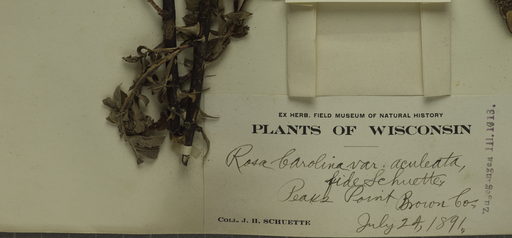 EX HERB. FIELD MUSEUM OF NATURAL HISTORY
PLANTS OF WISCONSIN
Rosa Carolina var. aculeata,
fide Schuette,
Peaks Point Brown Co.
COLL. J. H. SCHUETTE
July 24, 1891.